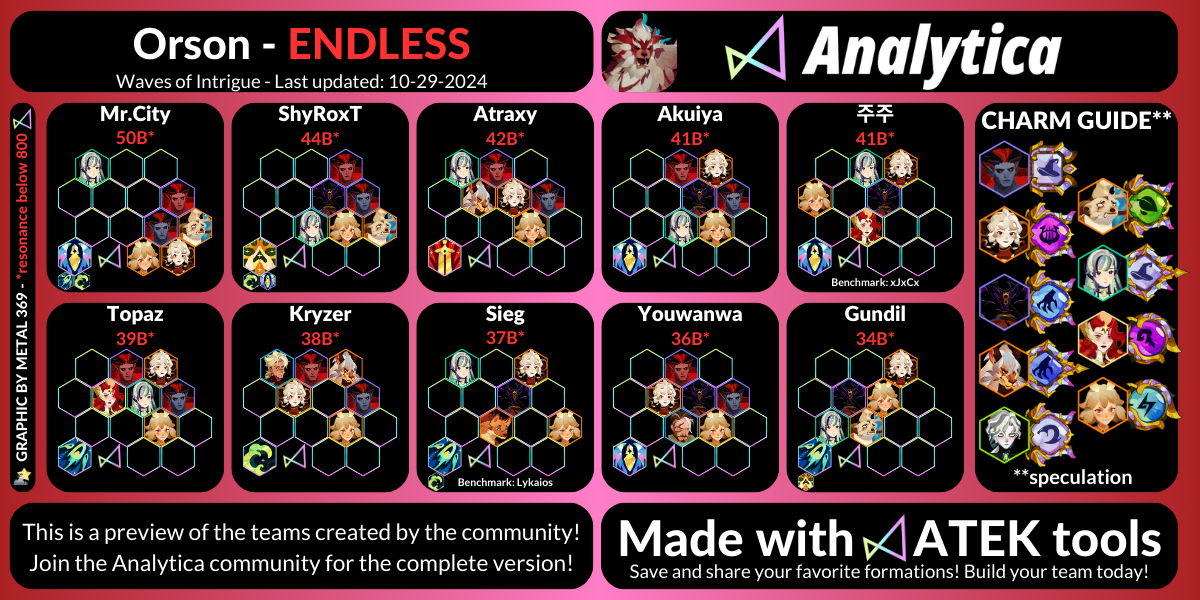 Orson - ENDLESS
Waves of Intrigue - Last updated: 10-29-2024
Analytica
GRAPHIC BY METAL 369 - *resonance below 800
Mr.City
50B*
ShyRoxT
44B*
Atraxy
42B*
Akuiya
41B*
주주
41B*
Benchmark: xJxCx
Topaz
39B*
Kryzer
38B*
Sieg
37B*
Benchmark: Lykaios
Youwanwa
36B*
Gundil
34B*
CHARM GUIDE**
**speculation
This is a preview of the teams created by the community!
Join the Analytica community for the complete version!
Made with ATEK tools
Save and share your favorite formations! Build your team today!